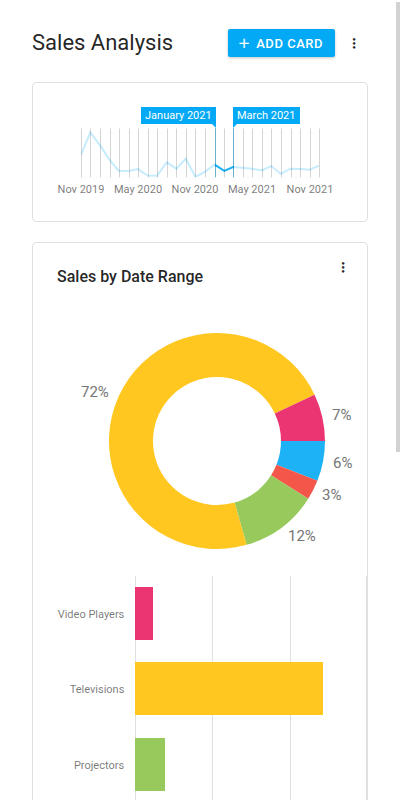 Sales Analysis
+ ADD CARD
January 2021
March 2021
Nov 2019 May 2020 Nov 2020 May 2021 Nov 2021
Sales by Date Range
72%
7%
6%
3%
12%
Video Players
Televisions
Projectors